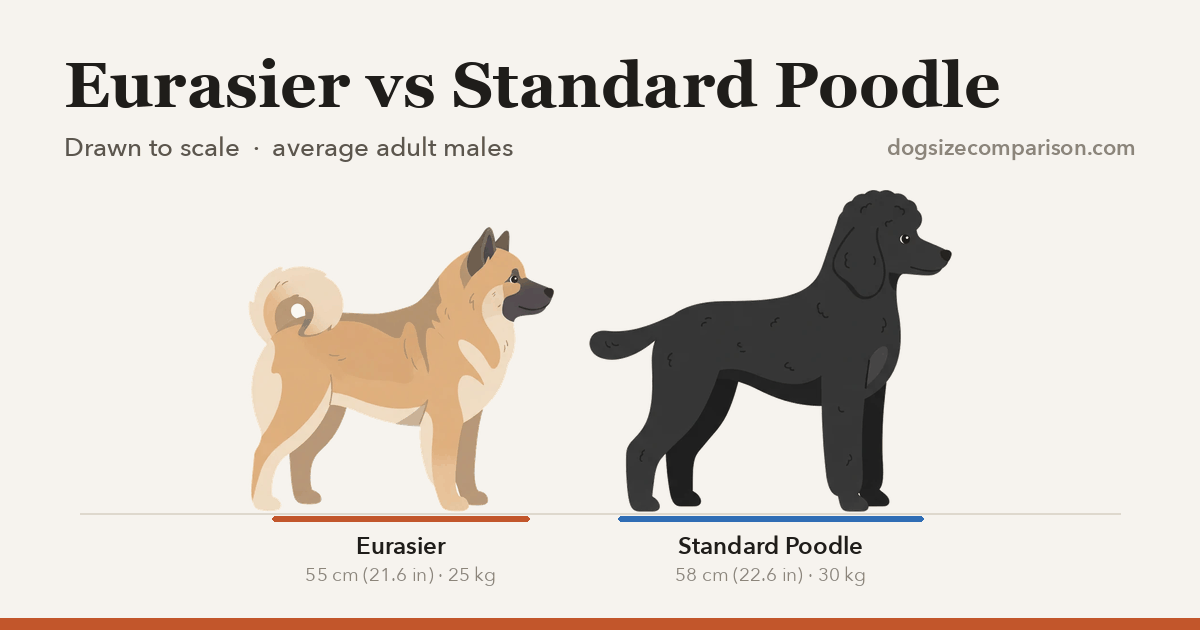 Eurasier vs Standard Poodle
Drawn to scale · average adult males
dogsizecomparison.com
Eurasier
55 cm (21.6 in) · 25 kg
Standard Poodle
58 cm (22.6 in) · 30 kg